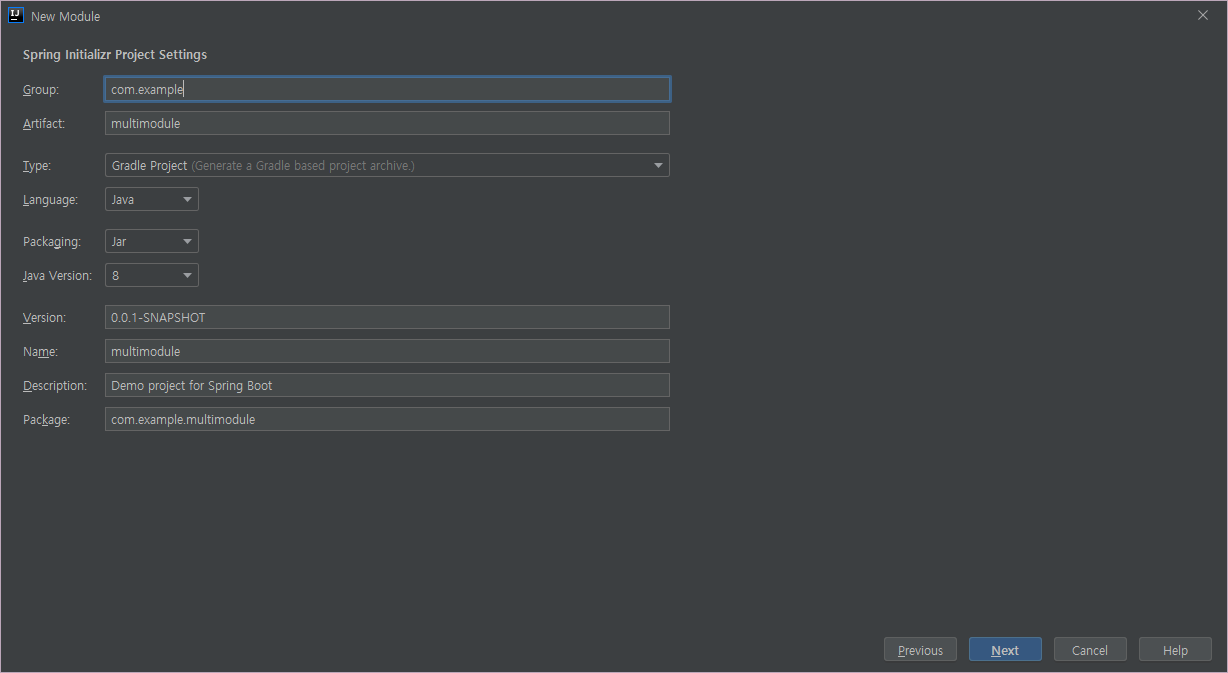 IJ New Module
Spring Initializr Project Settings
Group: com.example
Artifact: multimodule
Type: Gradle Project (Generate a Gradle based project archive.)
Language: Java
Packaging: Jar
Java Version: 8
Version: 0.0.1-SNAPSHOT
Name: multimodule
Description: Demo project for Spring Boot
Package: com.example.multimodule
Previous Next Cancel Help